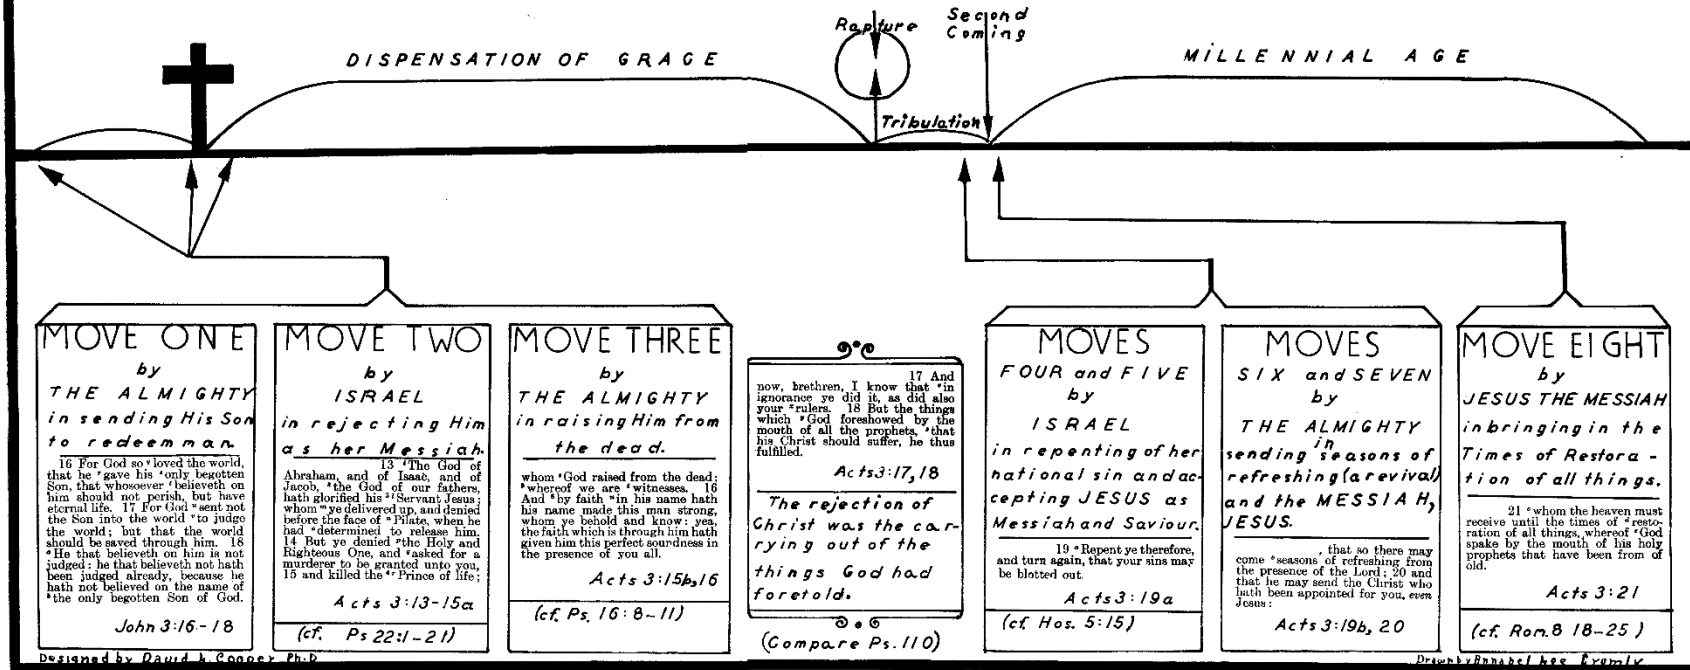 Rapture
Second
Coming
DISPENSATION OF GRACE
MILLENNIAL AGE
Tribulation
MOVE ONE
by
THE ALMIGHTY
in sending His Son
to redeem man.
16 For God so loved the world,
that he gave his only begotten
Son, that whosoever believeth on
him should not perish, but have
eternal life. 17 For God sent not
the Son into the world to judge
the world; but that the world
should be saved through him. 18
He that believeth on him is not
judged: he that believeth not hath
been judged already, because he
hath not believed on the name of
the only begotten Son of God.
John 3:16-18
MOVE TWO
by
ISRAEL
in rejecting Him
as her Messiah.
13 The God of
Abraham, and of Isaac, and of
Jacob, the God of our fathers,
hath glorified his Servant Jesus;
whom ye delivered up, and denied
before the face of Pilate, when he
had determined to release him.
14 But ye denied the Holy and
Righteous One, and asked for a
murderer to be granted unto you,
15 and killed the Prince of life;
Acts 3:13-15a
(cf. Ps 22:1-21)
MOVE THREE
by
THE ALMIGHTY
in raising Him from
the dead.
whom God raised from the dead;
whereof we are witnesses. 16
And by faith in his name hath
his name made this man strong,
whom ye behold and know: yea,
the faith which is through him hath
given him this perfect soundness in
the presence of you all.
Acts 3:15b,16
(cf. Ps. 16:8-11)
17 And
now, brethren, I know that in
ignorance ye did it, as did also
your rulers. 18 But the things
which God foreshowed by the
mouth of all the prophets, that
his Christ should suffer, he thus
fulfilled.
Acts 3:17,18
The rejection of
Christ was the car-
rying out of the
things God had
foretold.
(Compare Ps. 110)
MOVES
FOUR and FIVE
by
ISRAEL
in repenting of her
national sin and ac-
cepting JESUS as
Messiah and Saviour.
19 Repent ye therefore,
and turn again, that your sins may
be blotted out
Acts 3:19a
(cf. Hos. 5:15)
MOVES
SIX and SEVEN
by
THE ALMIGHTY
in
sending seasons of
refreshing (a revival)
and the MESSIAH,
JESUS.
, that so there may
come seasons of refreshing from
the presence of the Lord; 20 and
that he may send the Christ who
hath been appointed for you, even
Jesus:
Acts 3:19b, 20
MOVE EIGHT
by
JESUS THE MESSIAH
in bringing in the
Times of Restora-
tion of all things.
21 whom the heaven must
receive until the times of resto-
ration of all things, whereof God
spake by the mouth of his holy
prophets that have been from of
old.
Acts 3:21
(cf. Rom. 8 18-25)
Designed by David L. Cooper Ph.D
Drawn by Annabel Lee